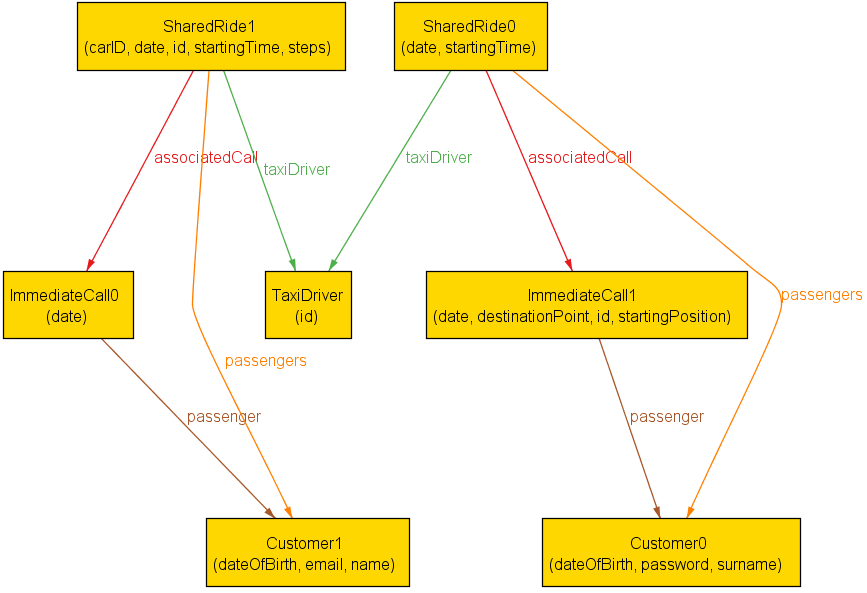 SharedRide1
(carID, date, id, startingTime, steps)
SharedRide0
(date, startingTime)
associatedCall
taxiDriver
taxiDriver
associatedCall
ImmediateCall0
(date)
TaxiDriver
(id)
ImmediateCall1
(date, destinationPoint, id, startingPosition)
passengers
passengers
passenger
passenger
Customer1
(dateOfBirth, email, name)
Customer0
(dateOfBirth, password, surname)